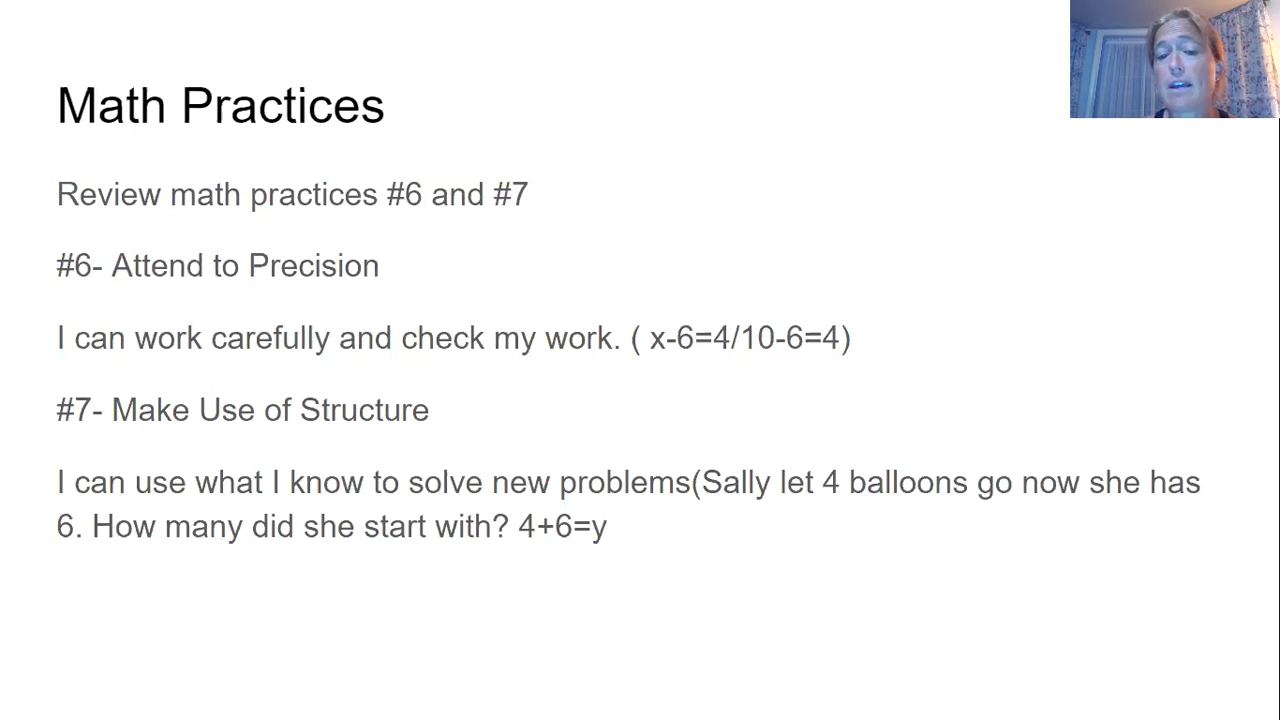 Math Practices
Review math practices #6 and #7
#6- Attend to Precision
I can work carefully and check my work. ( x-6=4/10-6=4)
#7- Make Use of Structure
I can use what I know to solve new problems(Sally let 4 balloons go now she has
6. How many did she start with? 4+6=y